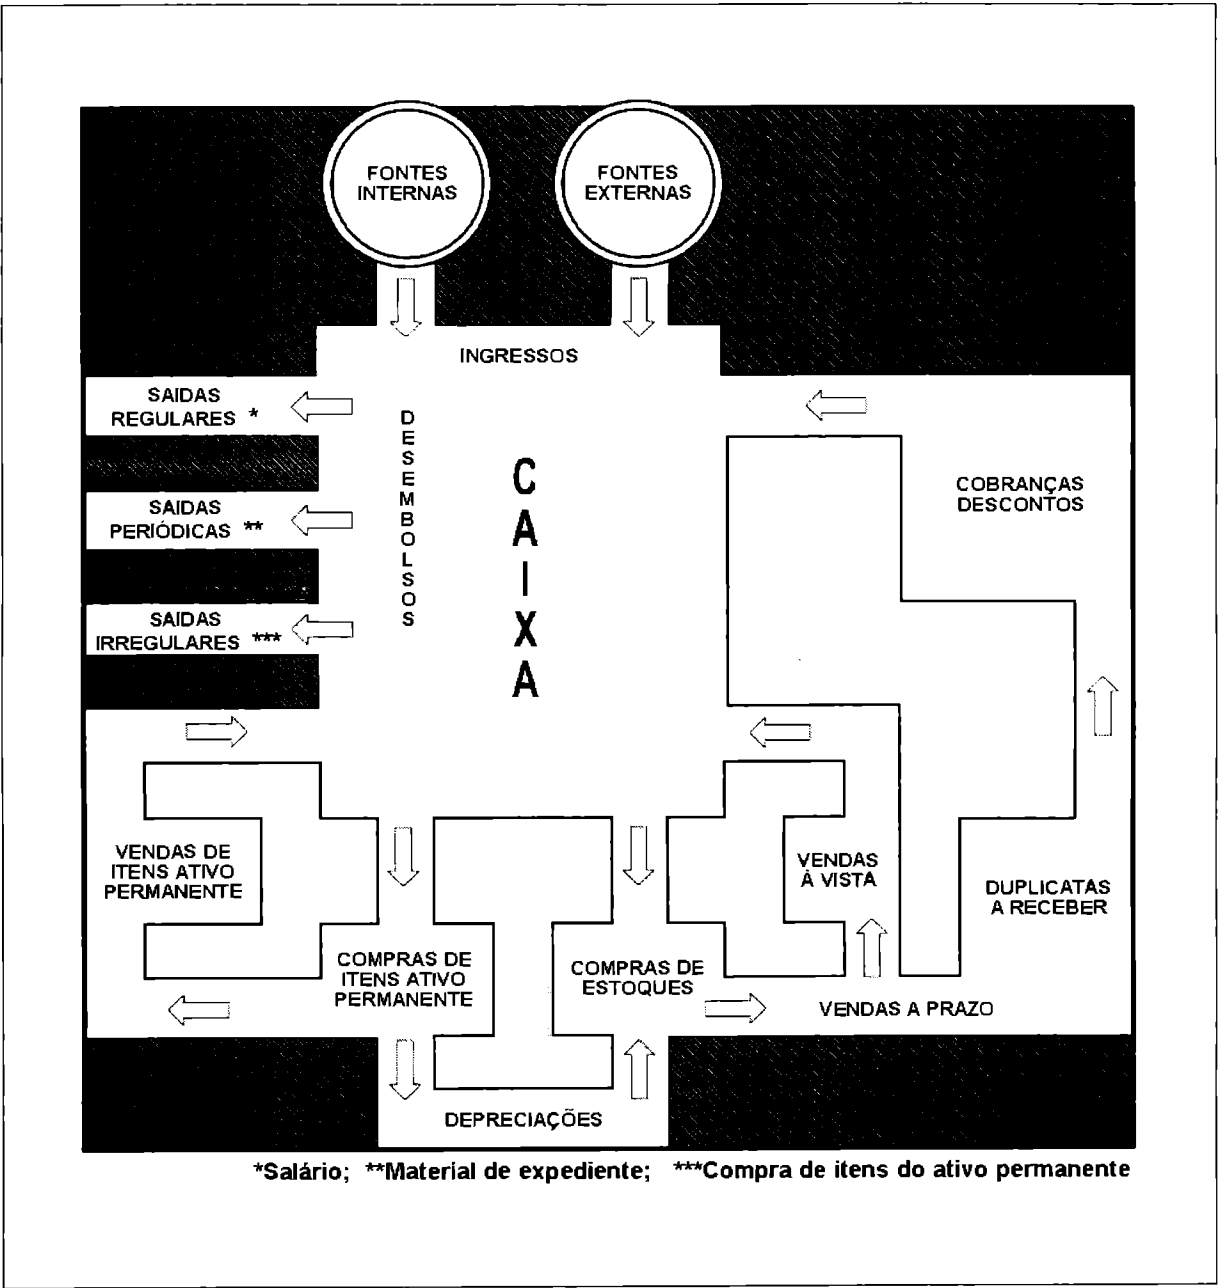 FONTES
INTERNAS
FONTES
EXTERNAS
INGRESSOS
SAIDAS
REGULARES *
SAIDAS
PERIÓDICAS **
SAIDAS
IRREGULARES ***
DESEMBOLSOS
CAIXA
COBRANÇAS
DESCONTOS
VENDAS DE
ITENS ATIVO
PERMANENTE
COMPRAS DE
ITENS ATIVO
PERMANENTE
COMPRAS DE
ESTOQUES
VENDAS
À VISTA
DUPLICATAS
A RECEBER
VENDAS A PRAZO
DEPRECIAÇÕES
*Salário; **Material de expediente; ***Compra de itens do ativo permanente